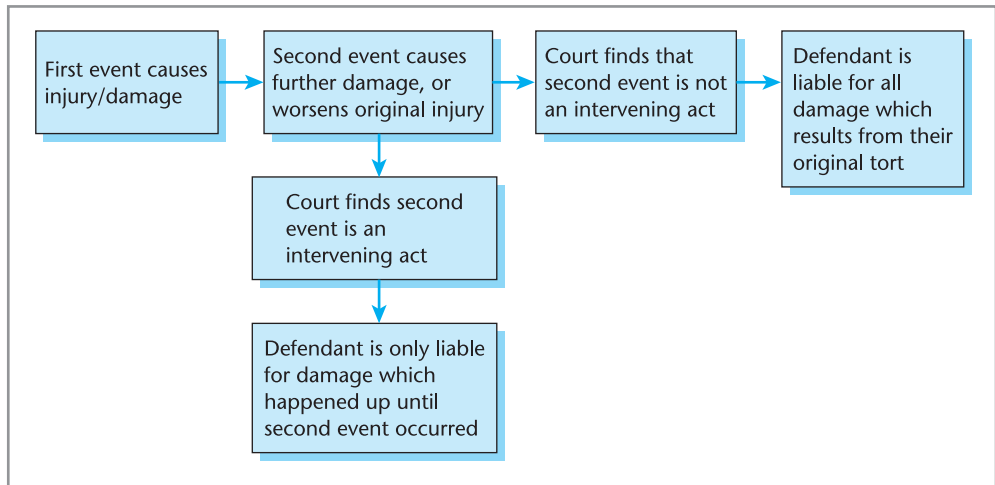 First event causes
injury/damage
Second event causes
further damage, or
worsens original injury
Court finds that
second event is not
an intervening act
Defendant is
liable for all
damage which
results from their
original tort
Court finds second
event is an
intervening act
Defendant is only liable
for damage which
happened up until
second event occurred